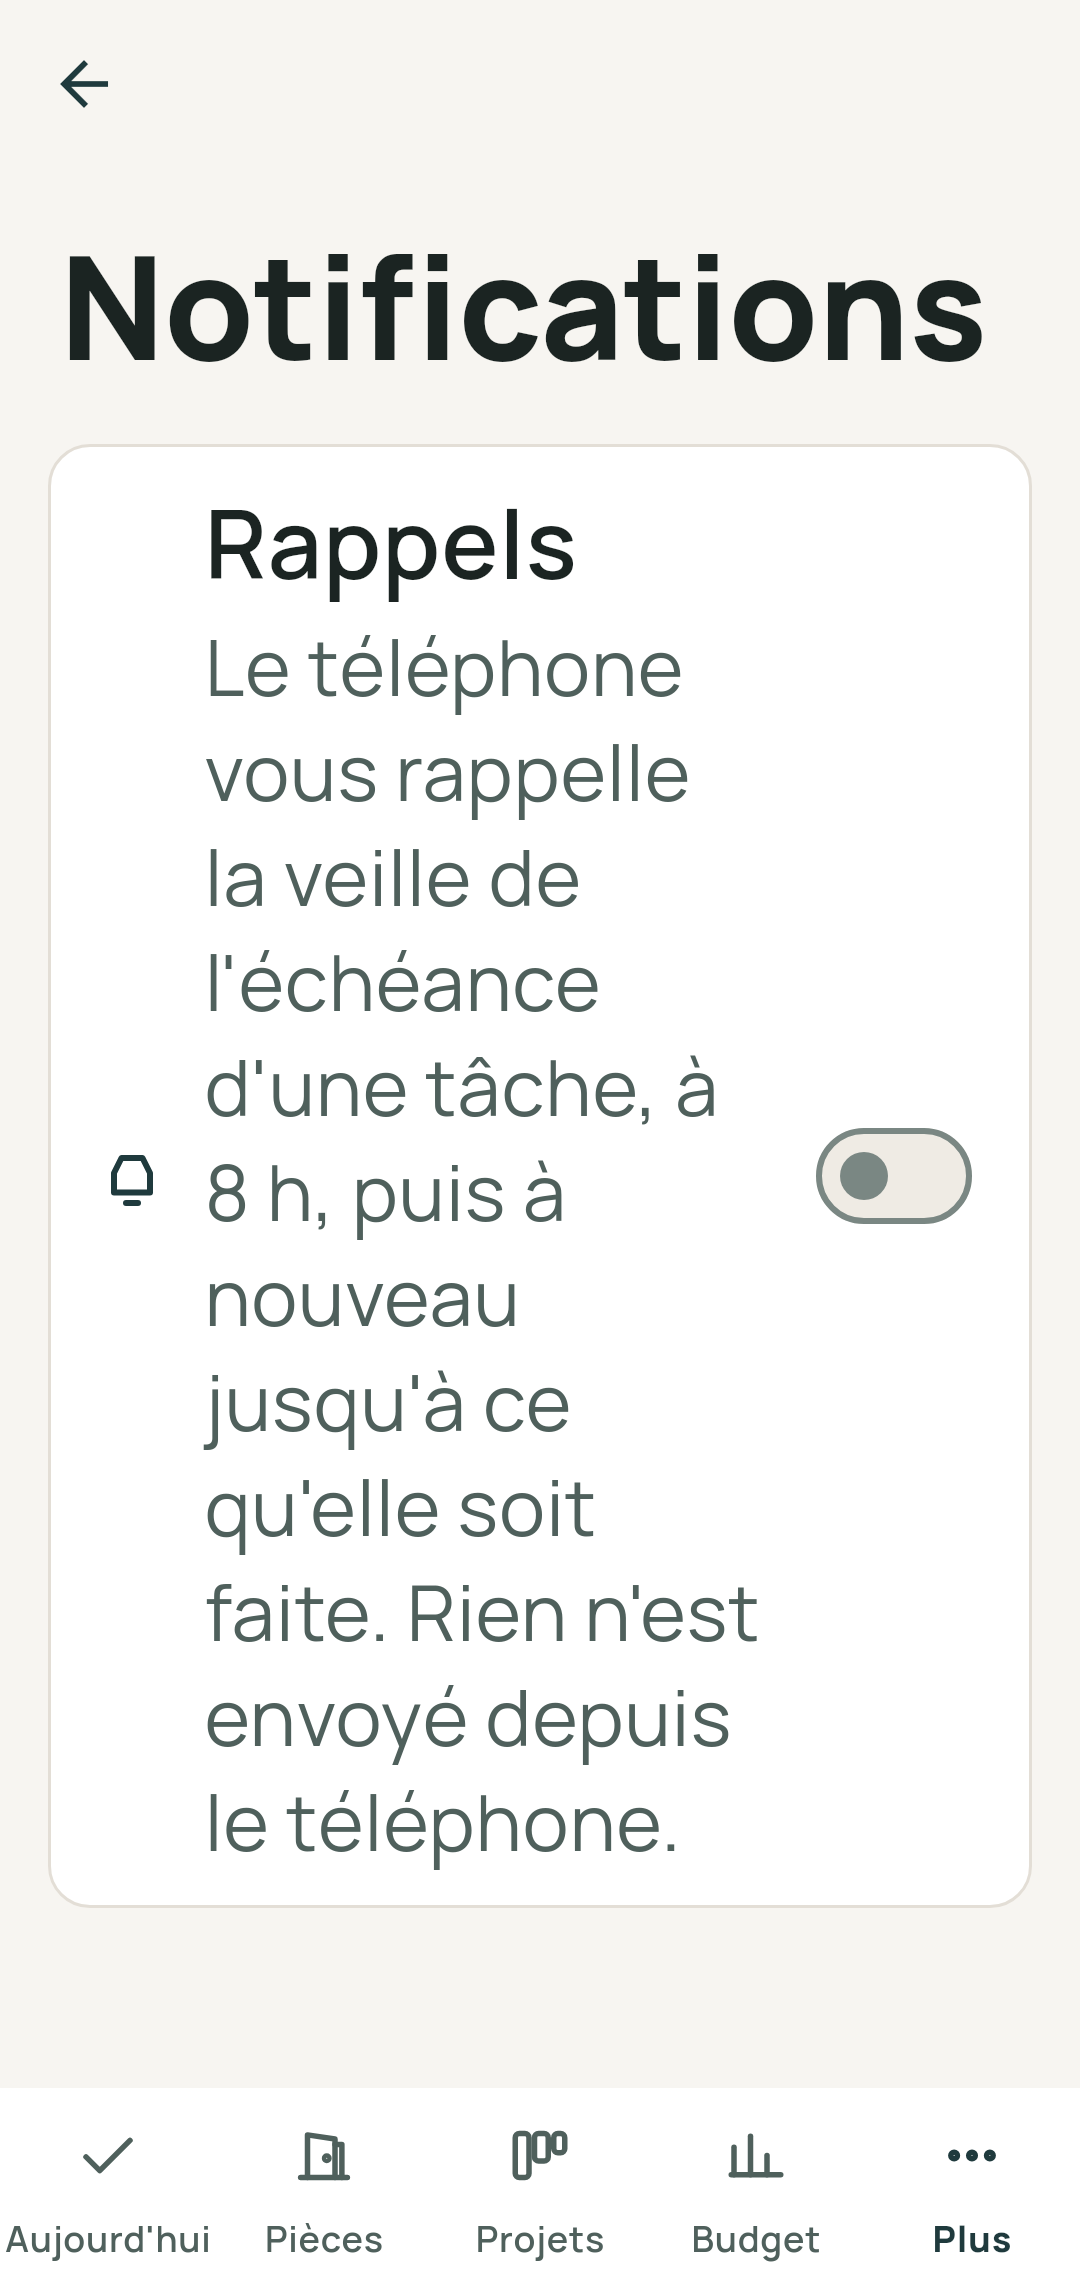 Notifications
Rappels
Le téléphone
vous rappelle
la veille de
l'échéance
d'une tâche, à
8 h, puis à
nouveau
jusqu'à ce
qu'elle soit
faite. Rien n'est
envoyé depuis
le téléphone.
Aujourd'hui
Pièces
Projets
Budget
Plus